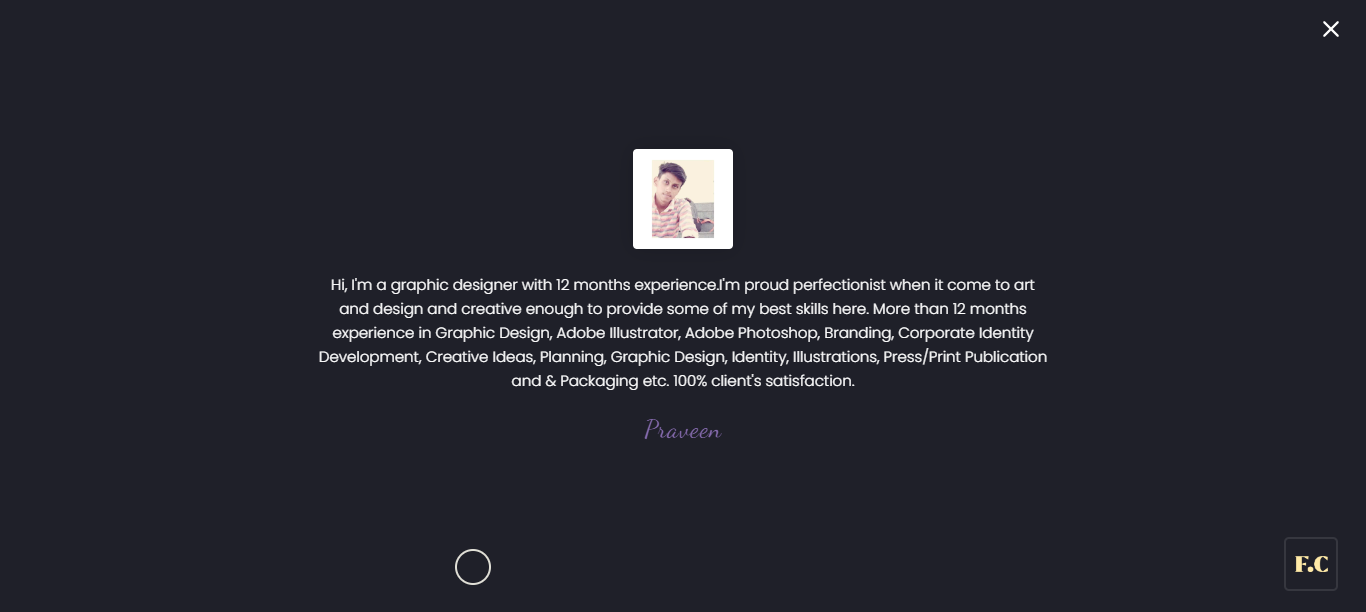 Hi, I'm a graphic designer with 12 months experience.I'm proud perfectionist when it come to art
and design and creative enough to provide some of my best skills here. More than 12 months
experience in Graphic Design, Adobe Illustrator, Adobe Photoshop, Branding, Corporate Identity
Development, Creative Ideas, Planning, Graphic Design, Identity, Illustrations, Press/Print Publication
and & Packaging etc. 100% client's satisfaction.
Praveen
F.C